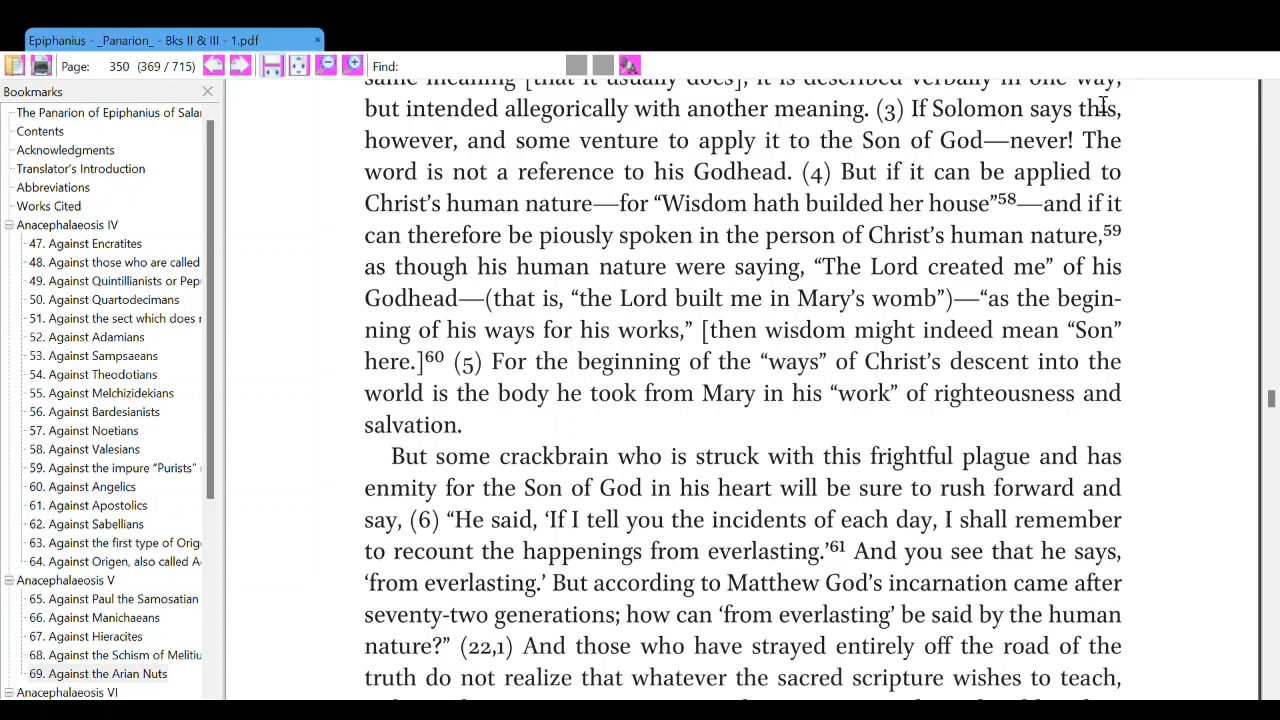 Epiphanius - _Panarion_ - Bks II & III - 1.pdf ×
Page: 350 (369 / 715) Find:
Bookmarks
The Panarion of Epiphanius of Salar
Contents
Acknowledgments
Translator’s Introduction
Abbreviations
Works Cited
Anacephalaeosis IV
47. Against Encratites
48. Against those who are called
49. Against Quintillianists or Pep
50. Against Quartodecimans
51. Against the sect which does r
52. Against Adamians
53. Against Sampsaeans
54. Against Theodotians
55. Against Melchizidekians
56. Against Bardesianists
57. Against Noetians
58. Against Valesians
59. Against the impure “Purists” (
60. Against Angelics
61. Against Apostolics
62. Against Sabellians
63. Against the first type of Orig
64. Against Origen, also called A
Anacephalaeosis V
65. Against Paul the Samosatian
66. Against Manichaeans
67. Against Hieracites
68. Against the Schism of Melitiu
69. Against the Arian Nuts
Anacephalaeosis VI
same meaning [that it usually does], it is described verbally in one way,
but intended allegorically with another meaning. (3) If Solomon says this,
however, and some venture to apply it to the Son of God—never! The
word is not a reference to his Godhead. (4) But if it can be applied to
Christ’s human nature—for “Wisdom hath builded her house”58—and if it
can therefore be piously spoken in the person of Christ’s human nature,59
as though his human nature were saying, “The Lord created me” of his
Godhead—(that is, “the Lord built me in Mary’s womb”)—“as the begin-
ning of his ways for his works,” [then wisdom might indeed mean “Son”
here.]60 (5) For the beginning of the “ways” of Christ’s descent into the
world is the body he took from Mary in his “work” of righteousness and
salvation.
But some crackbrain who is struck with this frightful plague and has
enmity for the Son of God in his heart will be sure to rush forward and
say, (6) “He said, ‘If I tell you the incidents of each day, I shall remember
to recount the happenings from everlasting.’61 And you see that he says,
‘from everlasting.’ But according to Matthew God’s incarnation came after
seventy-two generations; how can ‘from everlasting’ be said by the human
nature?” (22,1) And those who have strayed entirely off the road of the
truth do not realize that whatever the sacred scripture wishes to teach,